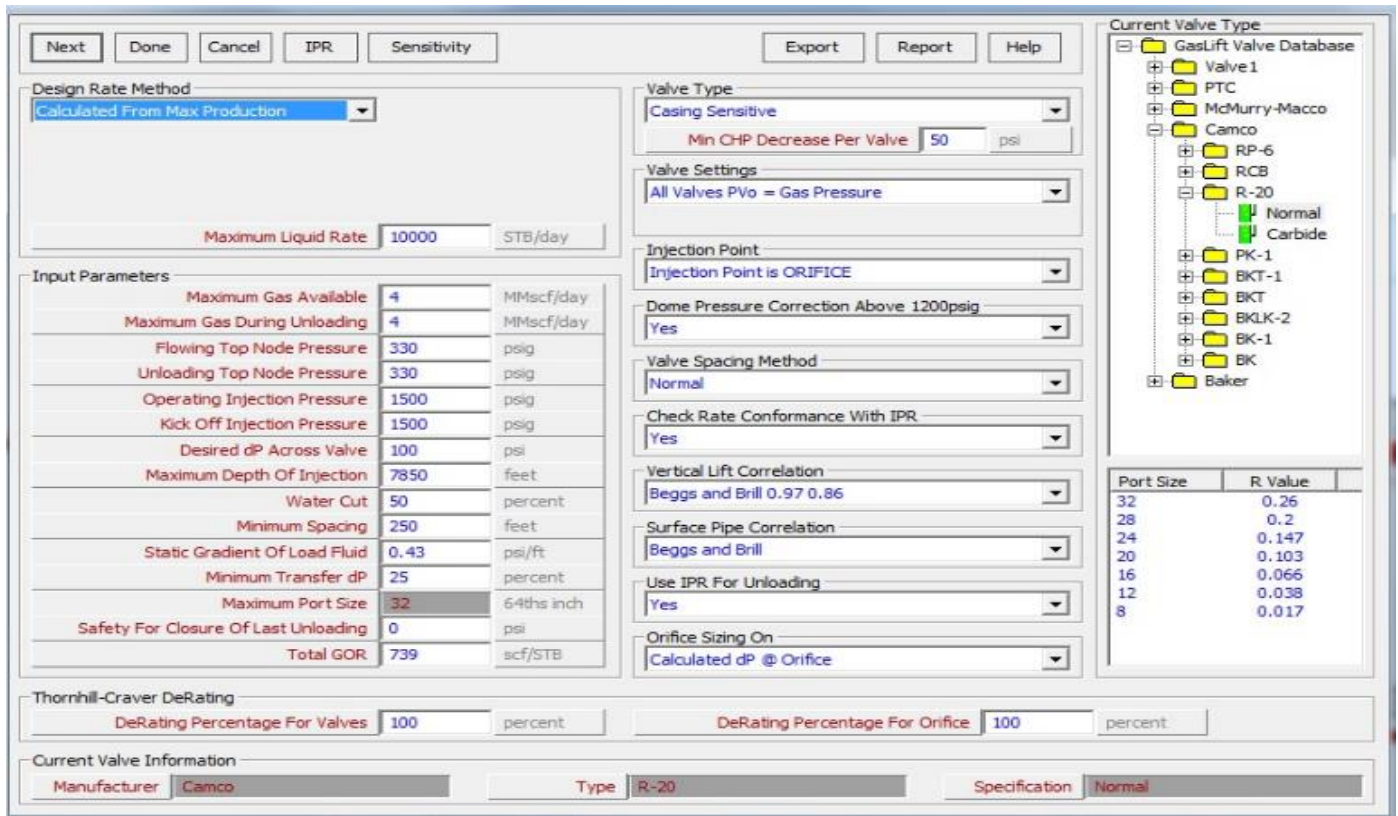 Next Done Cancel IPR Sensitivity Export Report Help
Design Rate Method
Calculated From Max Production
Maximum Liquid Rate 10000 STB/day
Input Parameters
Maximum Gas Available 4 MMscf/day
Maximum Gas During Unloading 4 MMscf/day
Flowing Top Node Pressure 330 psig
Unloading Top Node Pressure 330 psig
Operating Injection Pressure 1500 psig
Kick Off Injection Pressure 1500 psig
Desired dP Across Valve 100 psi
Maximum Depth Of Injection 7850 feet
Water Cut 50 percent
Minimum Spacing 250 feet
Static Gradient Of Load Fluid 0.43 psi/ft
Minimum Transfer dP 25 percent
Maximum Port Size 32 64ths inch
Safety For Closure Of Last Unloading 0 psi
Total GOR 739 scf/STB
Valve Type
Casing Sensitive
Min CHP Decrease Per Valve 50 psi
Valve Settings
All Valves PVo = Gas Pressure
Injection Point
Injection Point is ORIFICE
Dome Pressure Correction Above 1200psig
Yes
Valve Spacing Method
Normal
Check Rate Conformance With IPR
Yes
Vertical Lift Correlation
Beggs and Brill 0.97 0.86
Surface Pipe Correlation
Beggs and Brill
Use IPR For Unloading
Yes
Orifice Sizing On
Calculated dP @ Orifice
Current Valve Type
GasLift Valve Database
Valve1
PTC
McMurry-Macco
Camco
RP-6
RCB
R-20
Normal
Carbide
PK-1
BKT-1
BKT
BKLK-2
BK-1
BK
Baker
Port Size R Value
32 0.26
28 0.2
24 0.147
20 0.103
16 0.066
12 0.038
8 0.017
Thornhill-Craver DeRating
DeRating Percentage For Valves 100 percent DeRating Percentage For Orifice 100 percent
Current Valve Information
Manufacturer Camco Type R-20 Specification Normal